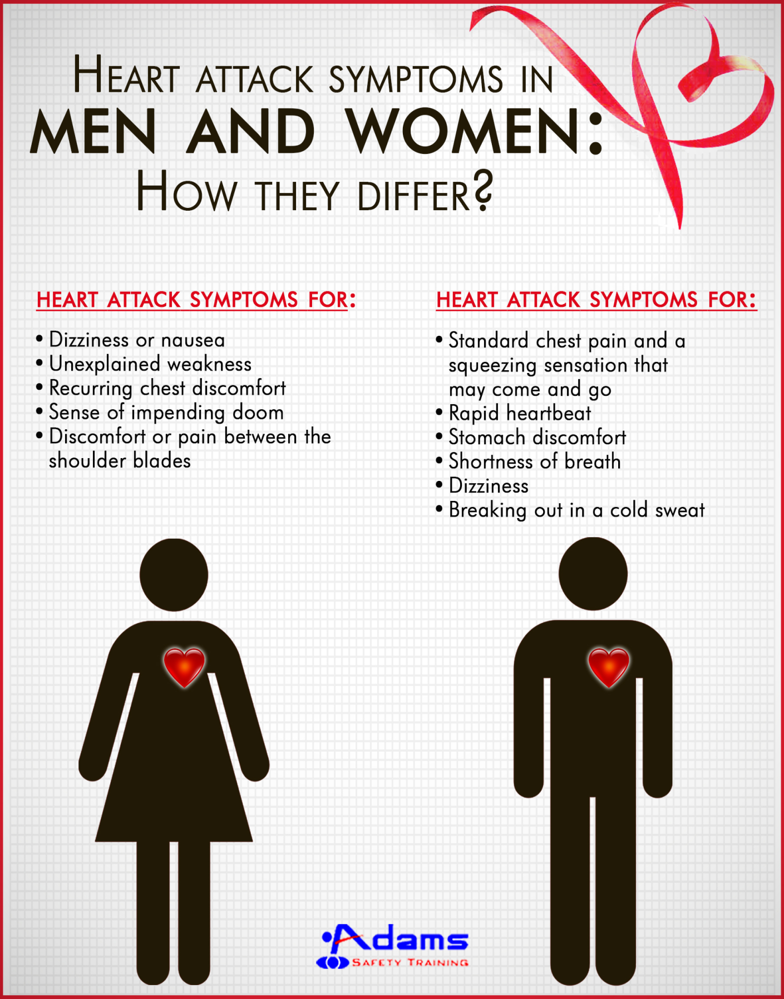 Heart attack symptoms in
MEN AND WOMEN:
How they differ?
HEART ATTACK SYMPTOMS FOR:
• Dizziness or nausea
• Unexplained weakness
• Recurring chest discomfort
• Sense of impending doom
• Discomfort or pain between the
shoulder blades
HEART ATTACK SYMPTOMS FOR:
• Standard chest pain and a
squeezing sensation that
may come and go
• Rapid heartbeat
• Stomach discomfort
• Shortness of breath
• Dizziness
• Breaking out in a cold sweat
Adams
Safety Training